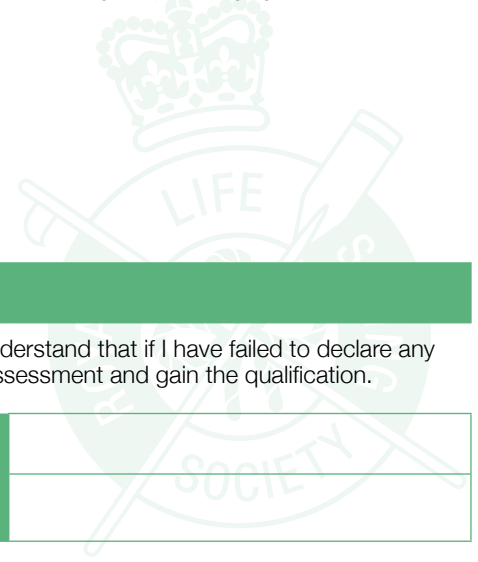 LIFE
derstand that if I have failed to declare any
ssessment and gain the qualification.
SOCIETY